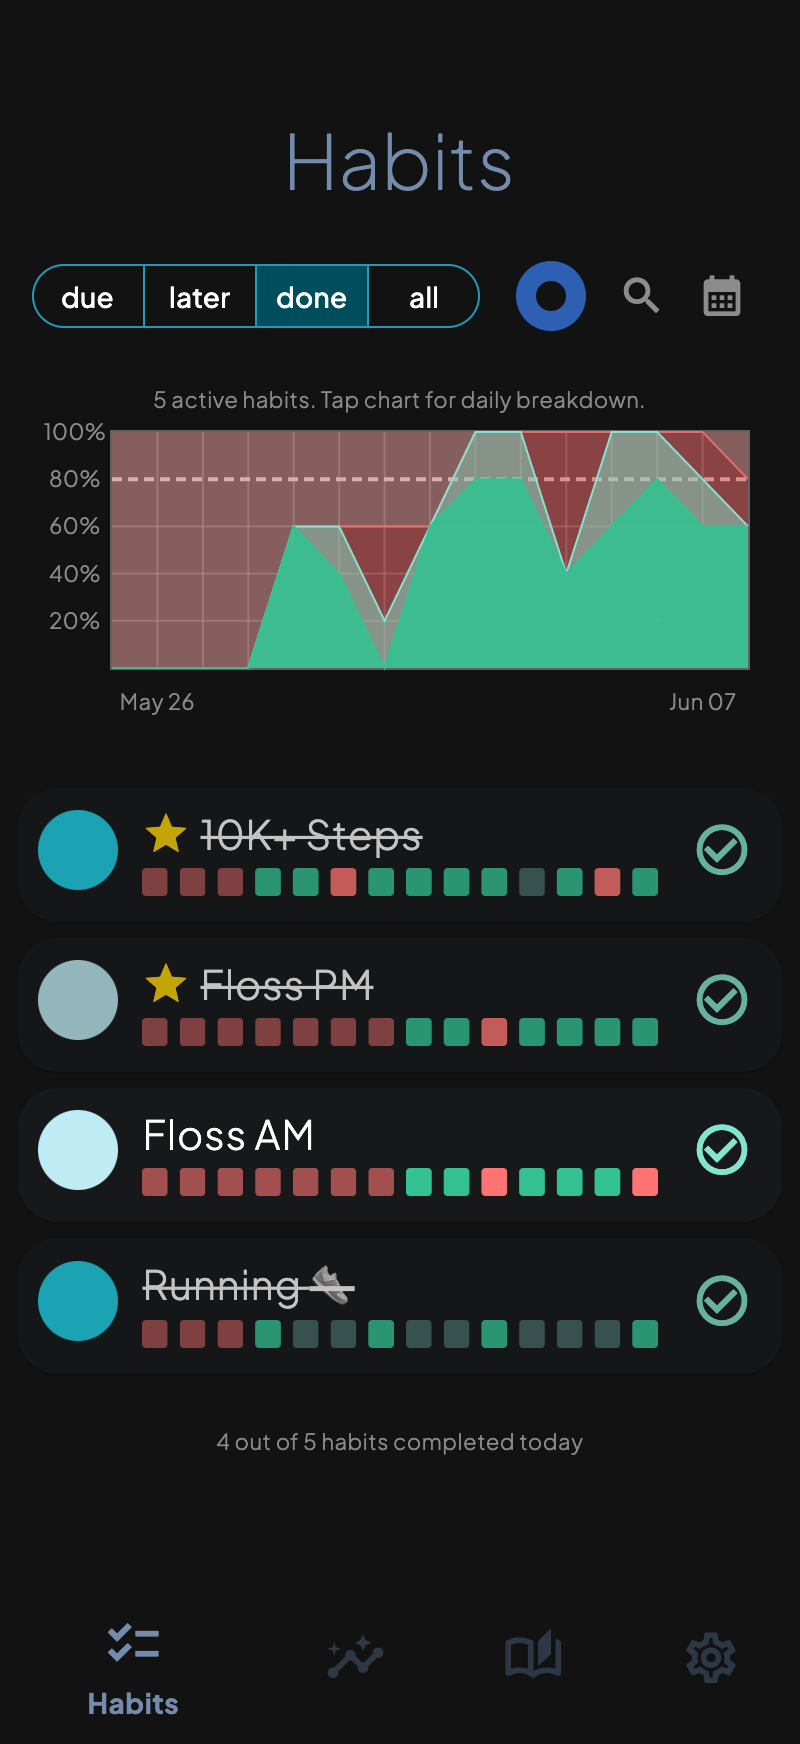 Habits
due later done all
5 active habits. Tap chart for daily breakdown.
100%
80%
60%
40%
20%
May 26 Jun 07
10K+ Steps
Floss PM
Floss AM
Running
4 out of 5 habits completed today
Habits